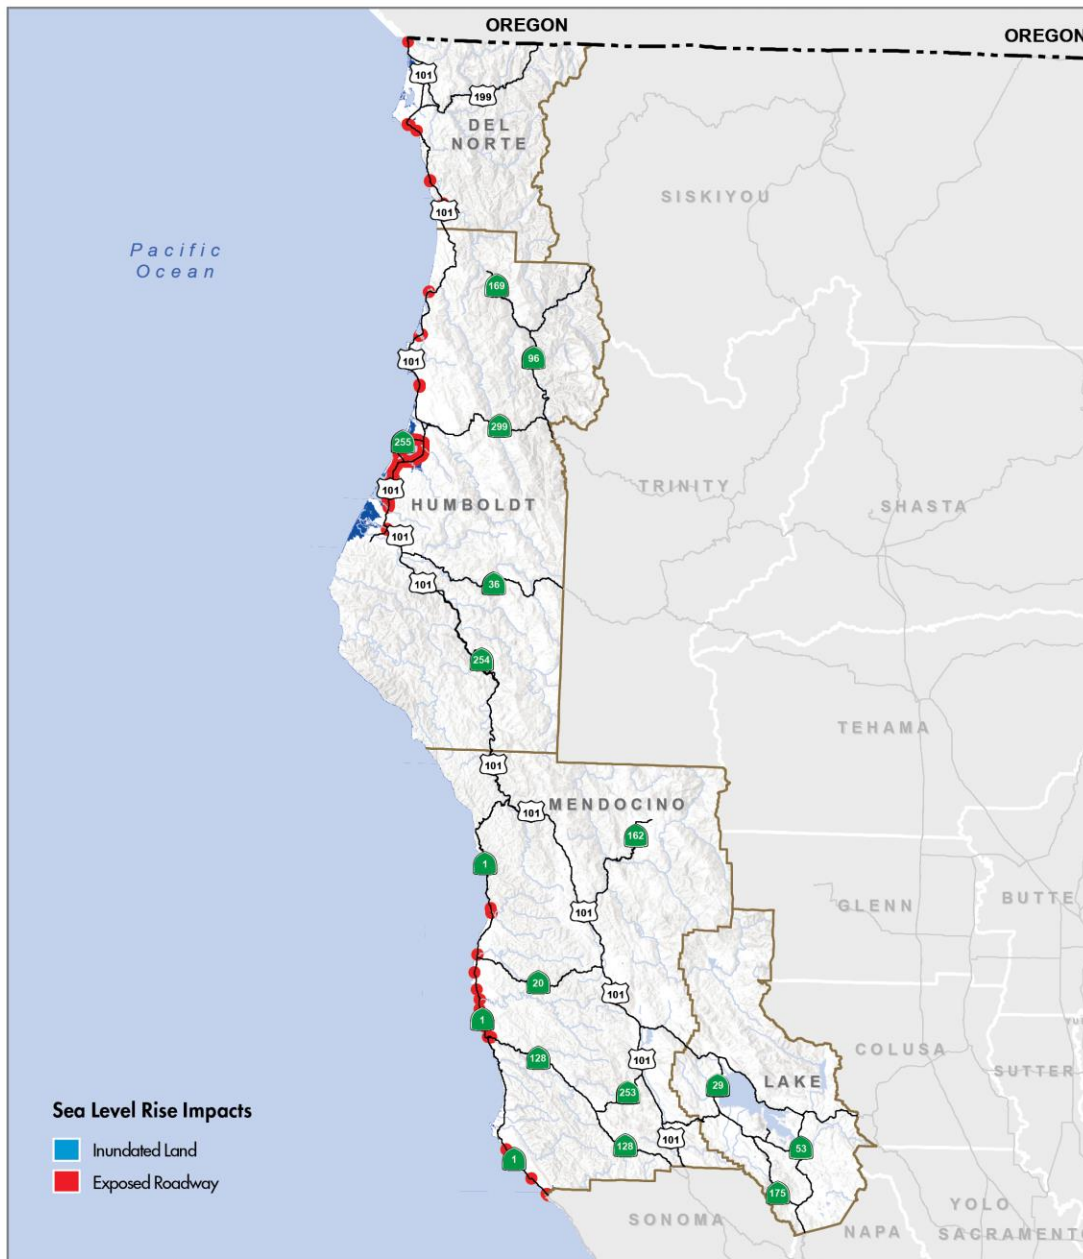 OREGON
OREGON
101
199
DEL
NORTE
SISKIYOU
101
Pacific
Ocean
169
101
96
299
255
TRINITY
101
HUMBOLDT
SHASTA
101
101
36
254
TEHAMA
101
MENDOCINO
101
162
1
GLENN
BUTTE
101
20
101
1
COLUSA
128
101
SUTTER
LAKE
29
253
Sea Level Rise Impacts
101
128
53
Inundated Land
1
Exposed Roadway
175
YOLO
SONOMA
NAPA
SACRAMENTO